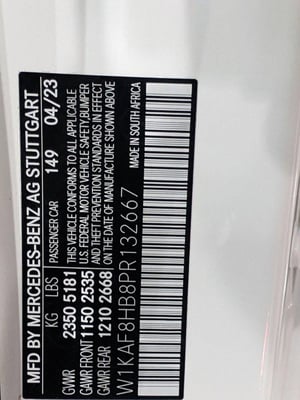 MFD BY MERCEDES-BENZ AG STUTTGART
PASSENGER CAR 149 04/23
KG LBS
GVWR 2350 5181
GAWR FRONT 1150 2535
GAWR REAR 1210 2668
THIS VEHICLE CONFORMS TO ALL APPLICABLE
U.S. FEDERAL MOTOR VEHICLE SAFETY, BUMPER
AND THEFT PREVENTION STANDARDS IN EFFECT
ON THE DATE OF MANUFACTURE SHOWN ABOVE
MADE IN SOUTH AFRICA
W1KAF8HB8PR132667